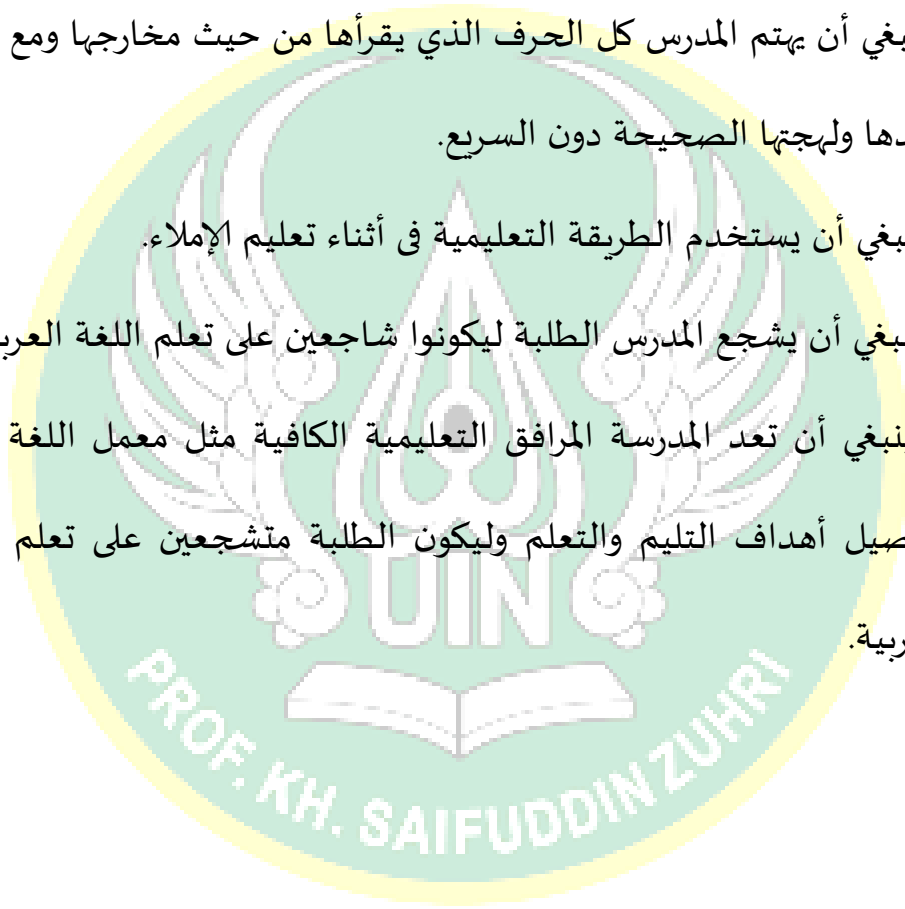 بغي أن يهتم المدرس كل الحرف الذي يقرأها من حيث مخارجها ومع
دها ولهجتها الصحيحة دون السريع.
بغي أن يستخدم الطريقة التعليمية فى أثناء تعليم الإملاء.
بغي أن يشجع المدرس الطلبة ليكونوا شاجعين على تعلم اللغة العرب
نبغي أن تعد المدرسة المرافق التعليمية الكافية مثل معمل اللغة
صيل أهداف التليم والتعلم وليكون الطلبة متشجعين على تعلم
ربية.
UIN
PROF. KH. SAIFUDDIN ZUHRI